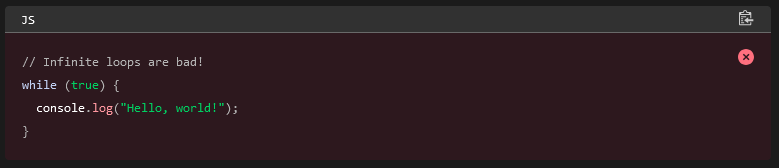 JS
// Infinite loops are bad!
while (true) {
  console.log("Hello, world!");
}